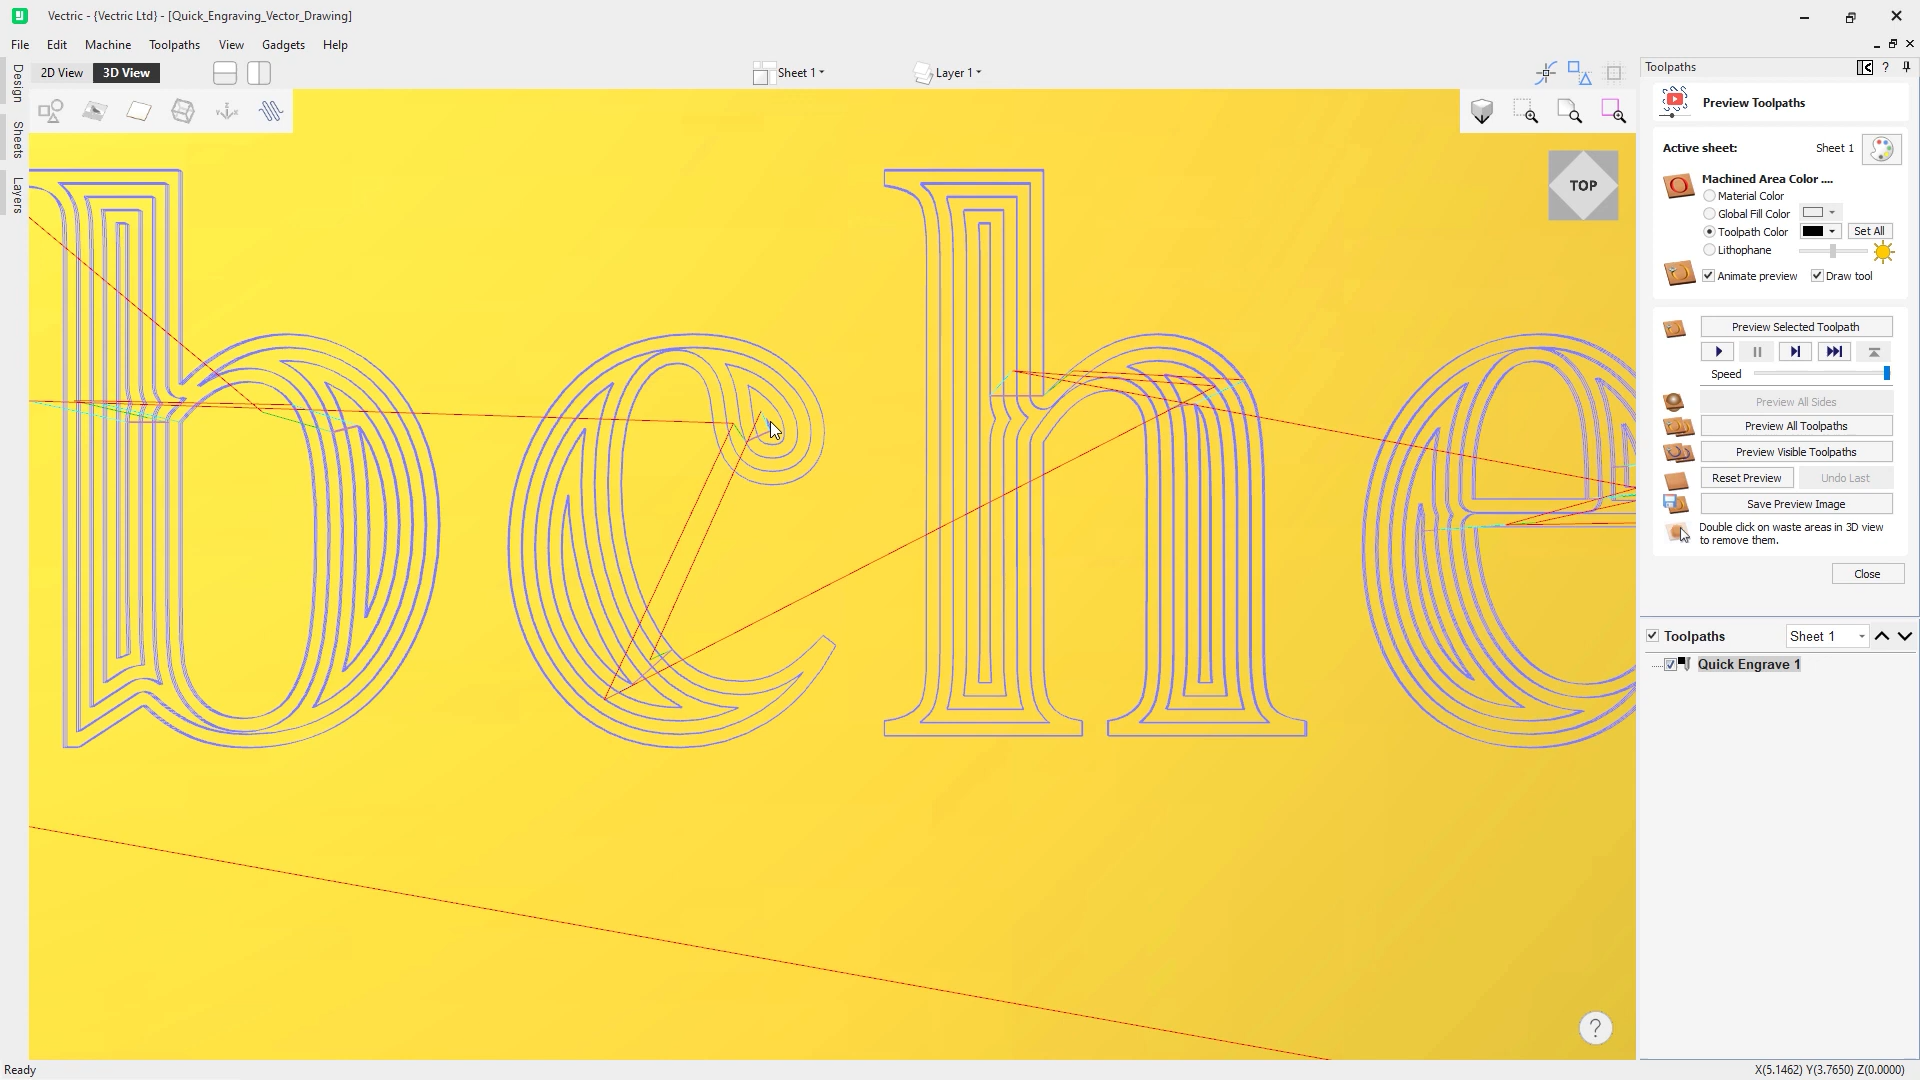 Vectric - {Vectric Ltd} - [Quick_Engraving_Vector_Drawing]
File Edit Machine Toolpaths View Gadgets Help
2D View 3D View Sheet 1 Layer 1
Design
Sheets
Layers
TOP
b c h e
?
Toolpaths ?
Preview Toolpaths
Active sheet: Sheet 1
Machined Area Color ....
Material Color
Global Fill Color
Toolpath Color Set All
Lithophane
Animate preview Draw tool
Preview Selected Toolpath
Speed
Preview All Sides
Preview All Toolpaths
Preview Visible Toolpaths
Reset Preview Undo Last
Save Preview Image
Double click on waste areas in 3D view
to remove them.
Close
Toolpaths Sheet 1
Quick Engrave 1
Ready X(5.1462) Y(3.7650) Z(0.0000)